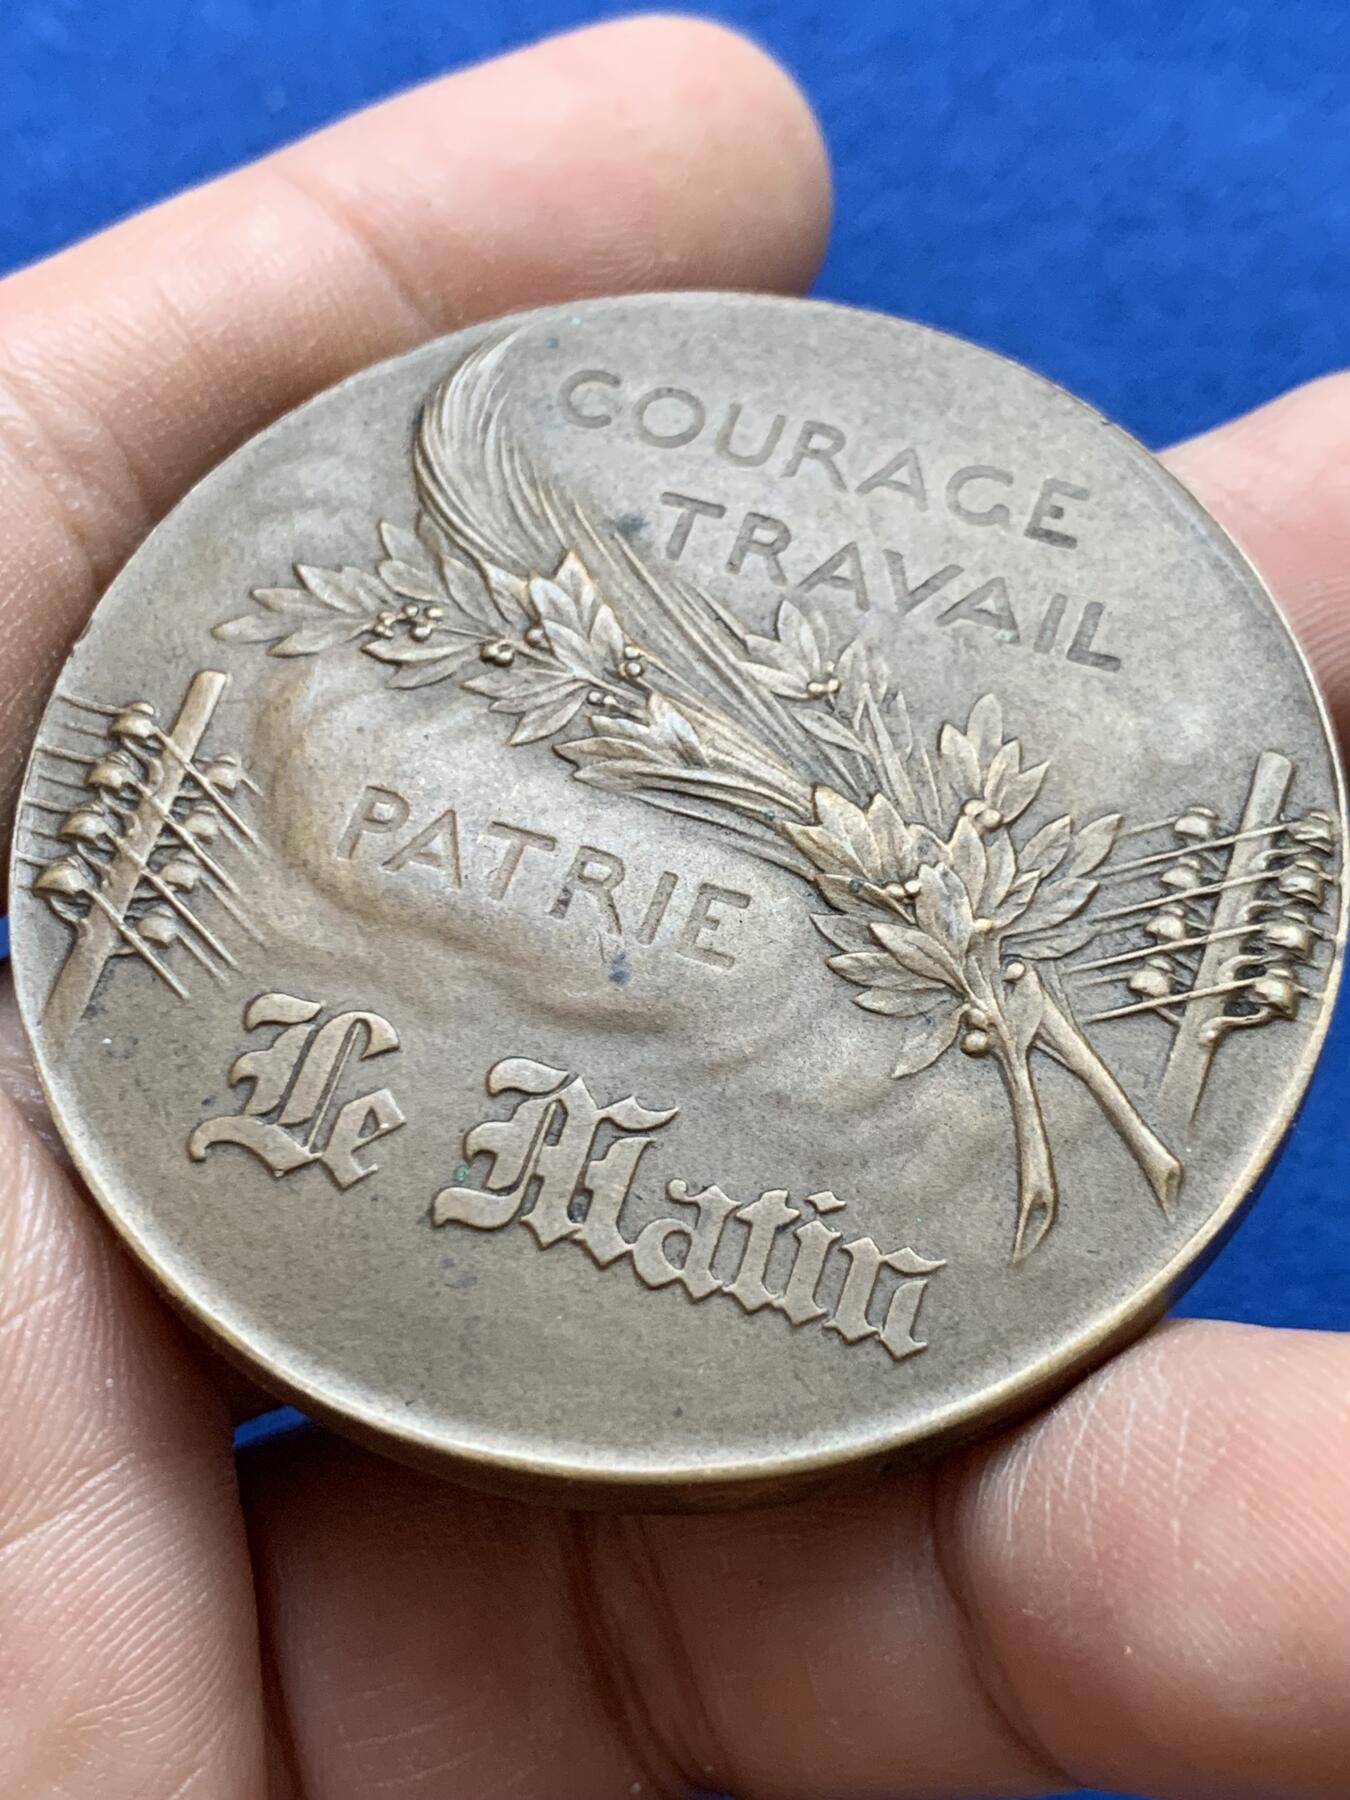 COURAGE
TRAVAIL
PATRIE
Le Matin